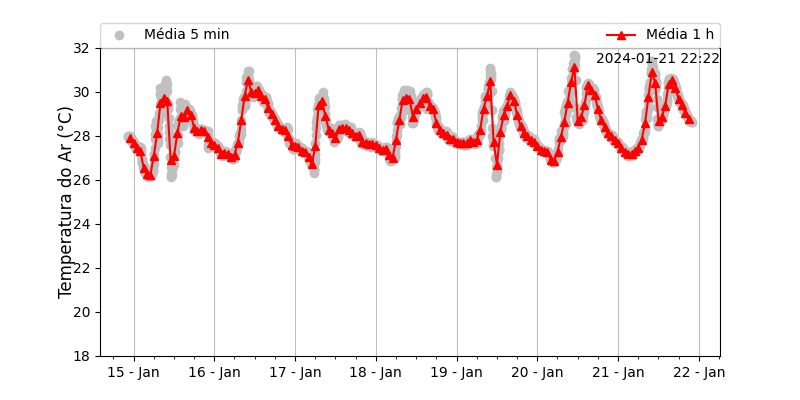 Média 5 min
Média 1 h
2024-01-21 22:22
Temperatura do Ar (°C)
32
30
28
26
24
22
20
18
15 - Jan
16 - Jan
17 - Jan
18 - Jan
19 - Jan
20 - Jan
21 - Jan
22 - Jan